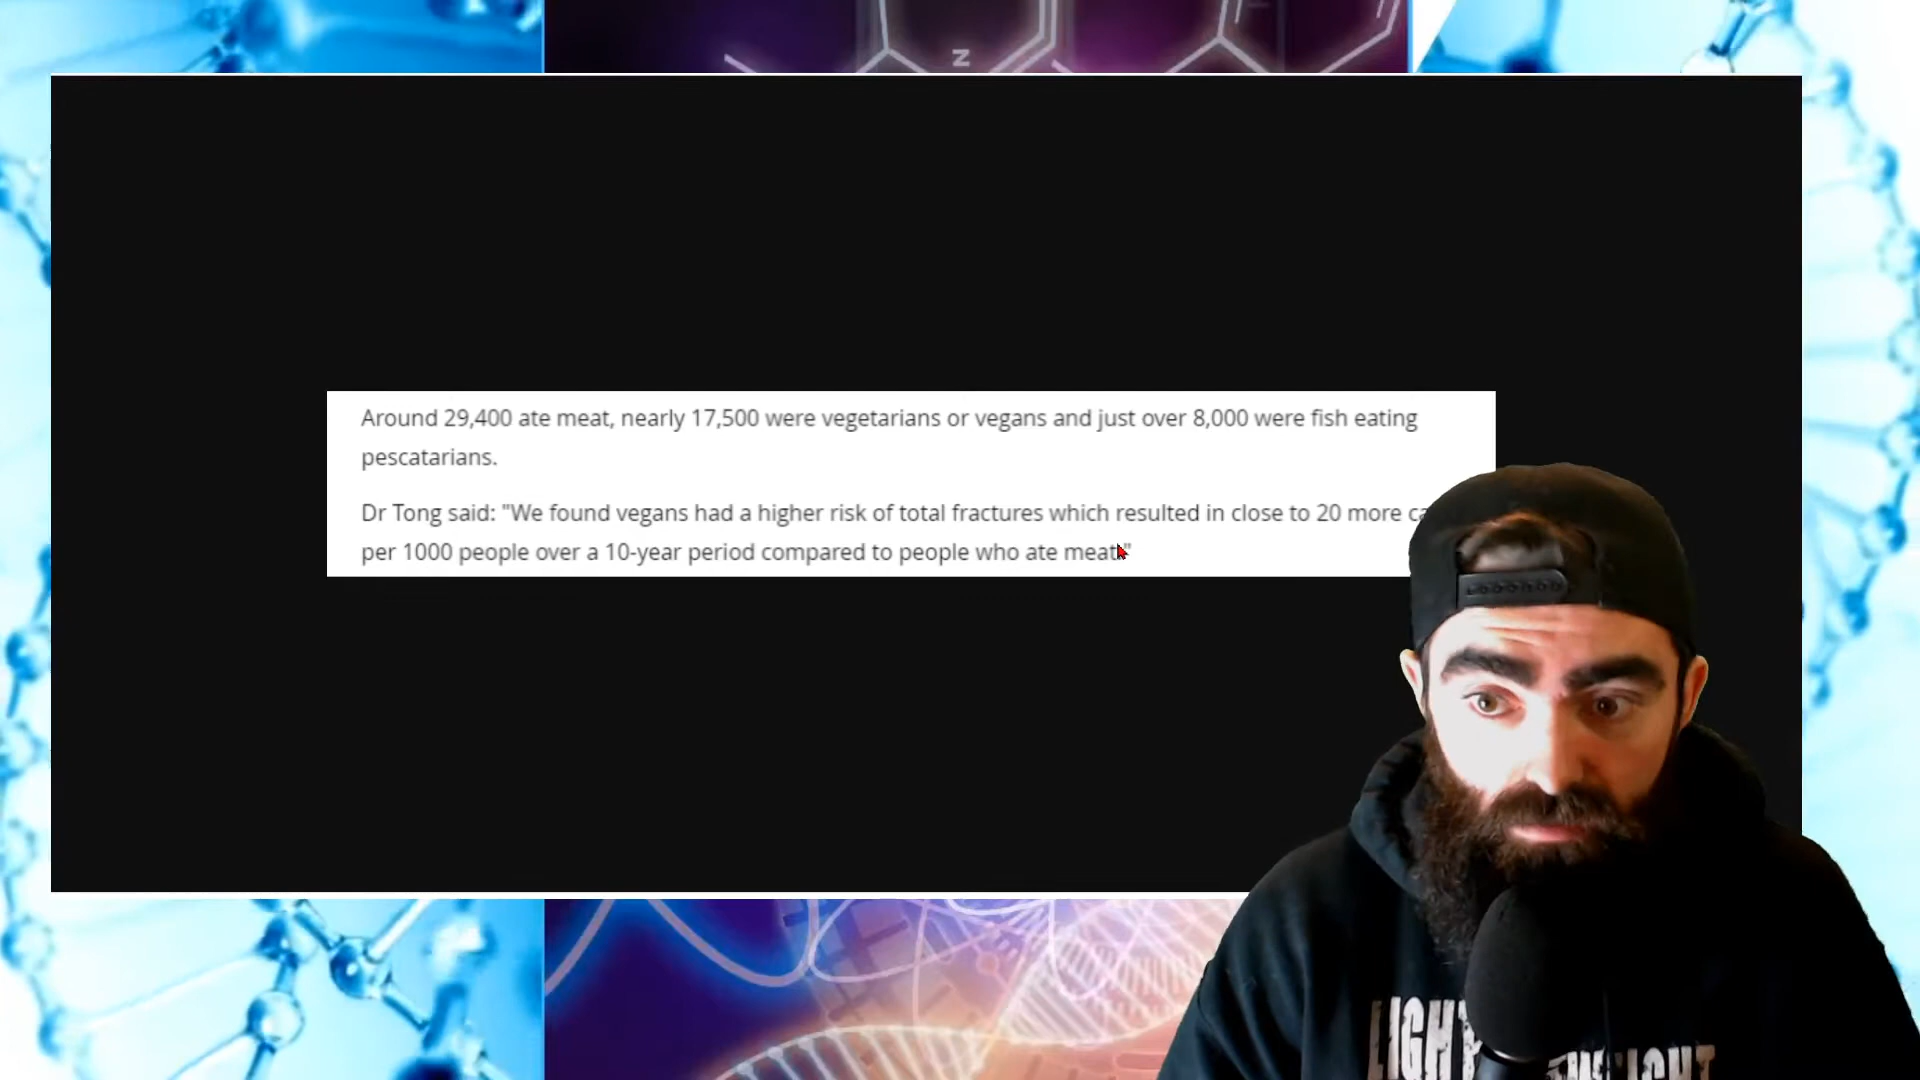 N
Around 29,400 ate meat, nearly 17,500 were vegetarians or vegans and just over 8,000 were fish eating
pescatarians.
Dr Tong said: "We found vegans had a higher risk of total fractures which resulted in close to 20 more
per 1000 people over a 10-year period compared to people who ate meat."